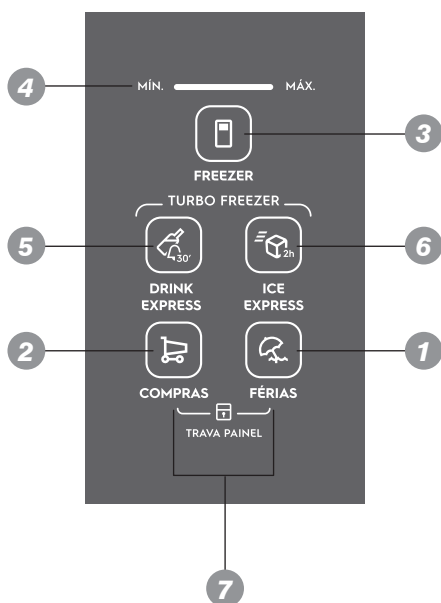 4 MÍN. MÁX.
3
FREEZER
TURBO FREEZER
5 30' 2h 6
DRINK EXPRESS
ICE EXPRESS
2 1
COMPRAS FÉRIAS
TRAVA PAINEL
7